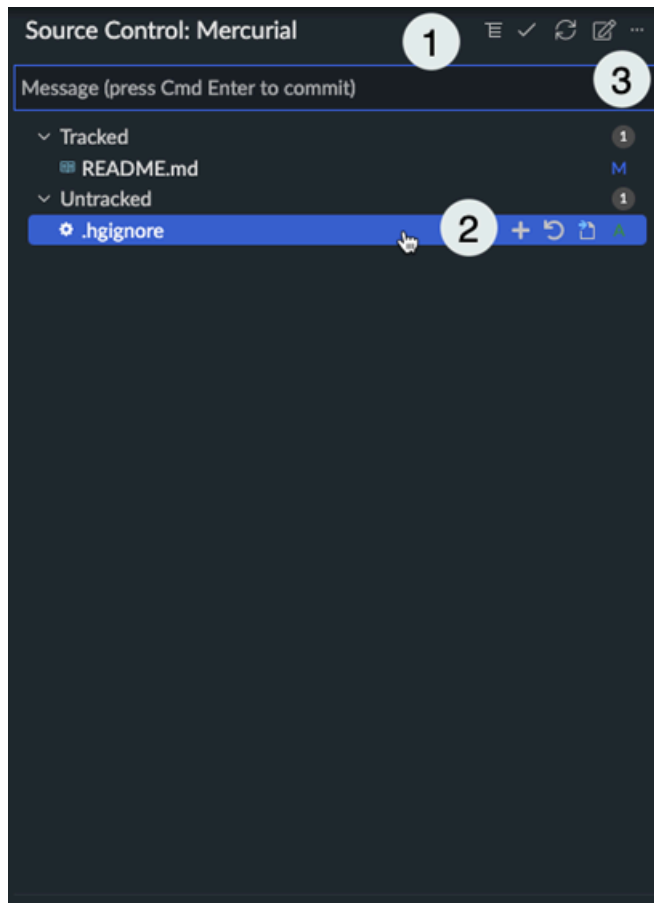 Source Control: Mercurial
1
Message (press Cmd Enter to commit)
3
Tracked 1
README.md M
Untracked 1
.hgignore 2 A